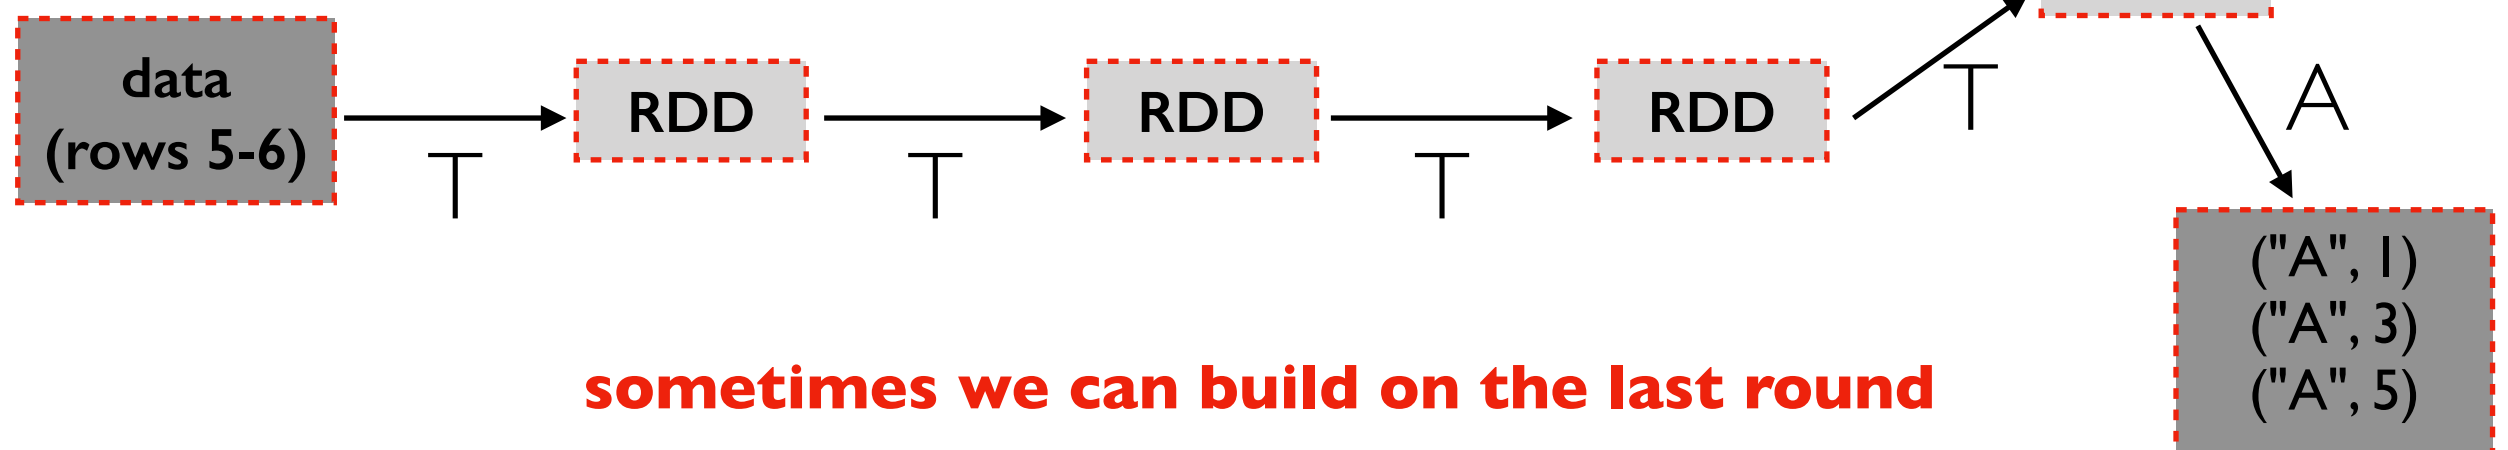 data
(rows 5-6)
T
RDD
T
RDD
T
RDD
T
A
("A", 1)
("A", 3)
("A", 5)
sometimes we can build on the last round